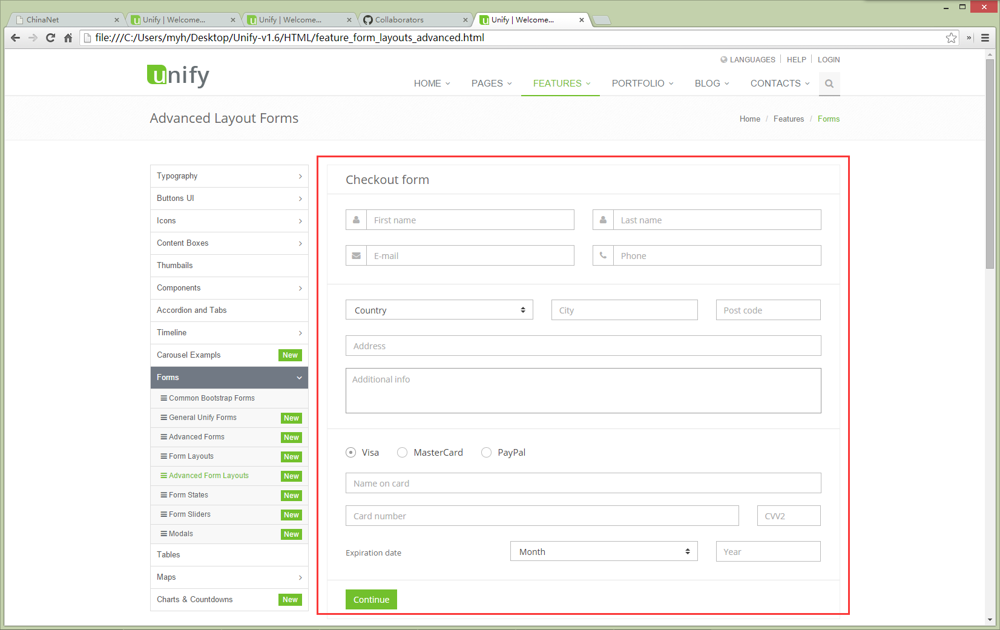 ChinaNet
Unify | Welcome...
Unify | Welcome...
Collaborators
Unify | Welcome...
file:///C:/Users/myh/Desktop/Unify-v1.6/HTML/feature_form_layouts_advanced.html
LANGUAGES HELP LOGIN
unify
HOME PAGES FEATURES PORTFOLIO BLOG CONTACTS
Advanced Layout Forms
Home / Features / Forms
Typography
Buttons UI
Icons
Content Boxes
Thumbails
Components
Accordion and Tabs
Timeline
Carousel Exampls New
Forms
Common Bootstrap Forms
General Unify Forms New
Advanced Forms New
Form Layouts New
Advanced Form Layouts New
Form States New
Form Sliders New
Modals New
Tables
Maps
Charts & Countdowns New
Checkout form
First name Last name
E-mail Phone
Country City Post code
Address
Additional info
Visa MasterCard PayPal
Name on card
Card number CVV2
Expiration date Month Year
Continue